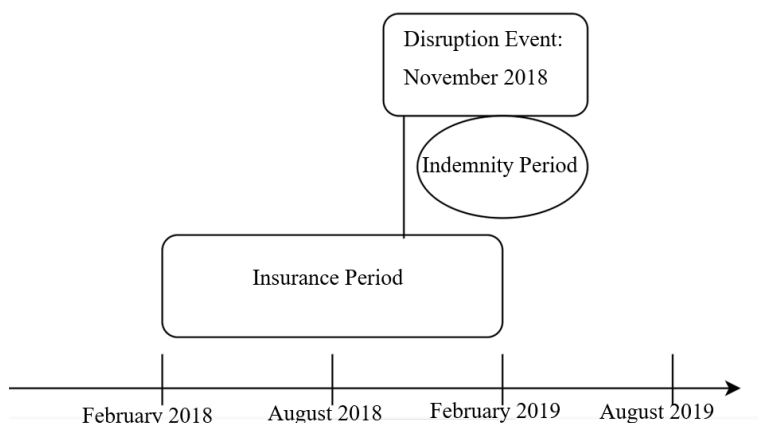 Disruption Event:
November 2018
Indemnity Period
Insurance Period
February 2018
August 2018
February 2019
August 2019